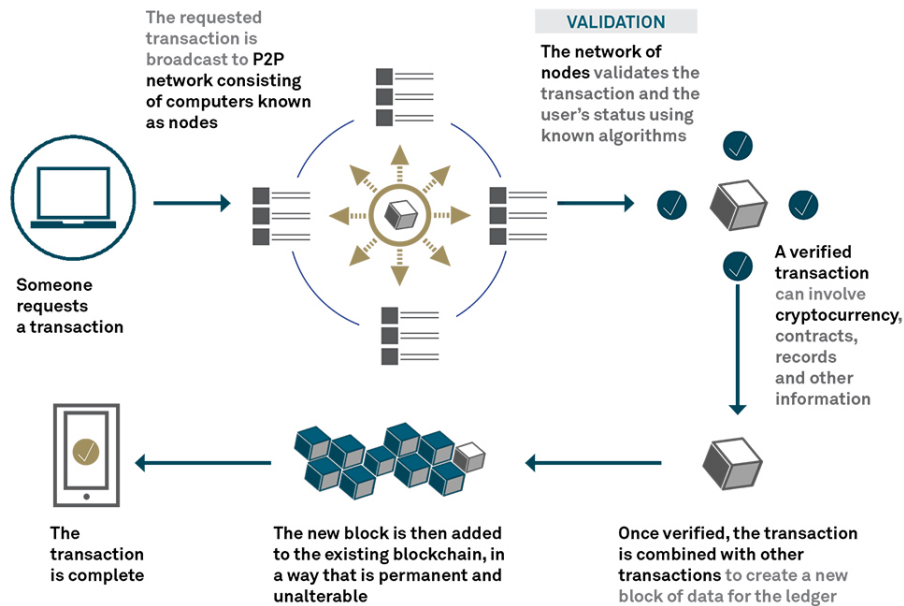 The requested
transaction is
broadcast to P2P
network consisting
of computers known
as nodes
VALIDATION
The network of
nodes validates the
transaction and the
user's status using
known algorithms
Someone
requests
a transaction
A verified
transaction
can involve
cryptocurrency,
contracts,
records
and other
information
The
transaction
is complete
The new block is then added
to the existing blockchain, in
a way that is permanent and
unalterable
Once verified, the transaction
is combined with other
transactions to create a new
block of data for the ledger